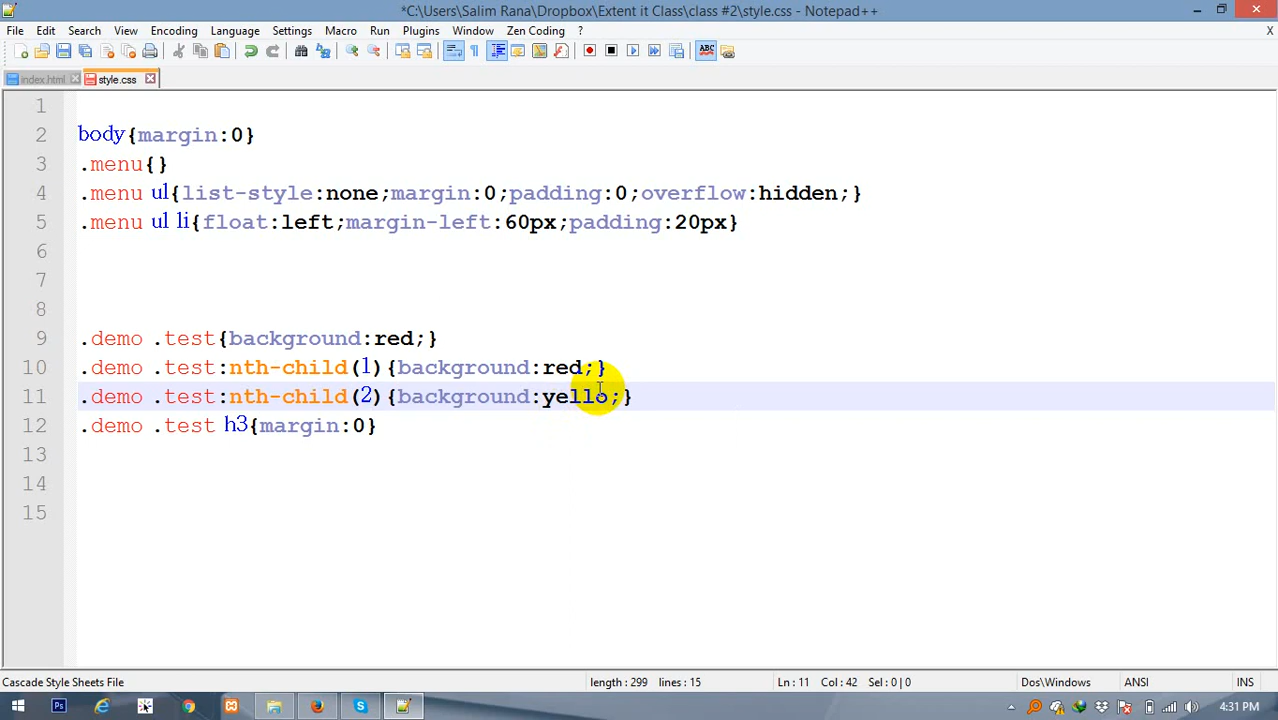 *C:\Users\Salim Rana\Dropbox\Extent it Class\class #2\style.css - Notepad++
File Edit Search View Encoding Language Settings Macro Run Plugins Window Zen Coding ? X
index.html style.css
1
2 body{margin:0}
3 .menu{}
4 .menu ul{list-style:none;margin:0;padding:0;overflow:hidden;}
5 .menu ul li{float:left;margin-left:60px;padding:20px}
6
7
8
9 .demo .test{background:red;}
10 .demo .test:nth-child(1){background:red;}
11 .demo .test:nth-child(2){background:yello;}
12 .demo .test h3{margin:0}
13
14
15
Cascade Style Sheets File length : 299 lines : 15 Ln : 11 Col : 42 Sel : 0 | 0 Dos\Windows ANSI INS
4:31 PM